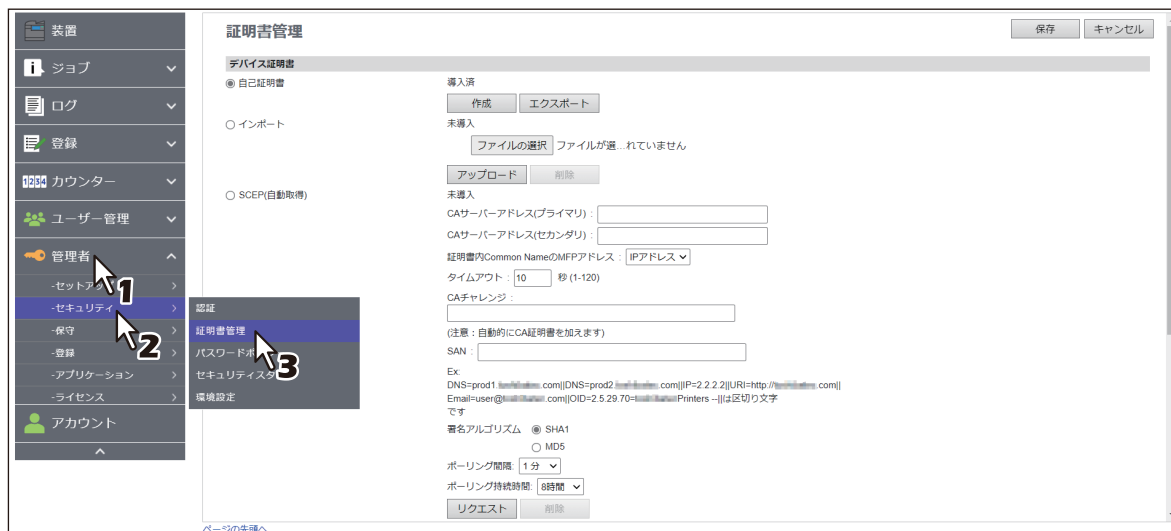 装置
ジョブ
ログ
登録
1234 カウンター
ユーザー管理
管理者
-セットアップ
-セキュリティ
-保守
-登録
-アプリケーション
-ライセンス
アカウント
1
2
3
認証
証明書管理
パスワードポ
セキュリティスタ
環境設定
証明書管理
保存
キャンセル
デバイス証明書
自己証明書
導入済
作成
エクスポート
インポート
未導入
ファイルの選択 ファイルが選...れていません
アップロード
削除
SCEP(自動取得)
未導入
CAサーバーアドレス(プライマリ) :
CAサーバーアドレス(セカンダリ) :
証明書内Common NameのMFPアドレス : IPアドレス
タイムアウト : 10 秒 (1-120)
CAチャレンジ :
(注意：自動的にCA証明書を加えます)
SAN :
Ex:
DNS=prod1. .com||DNS=prod2. .com||IP=2.2.2.2||URI=http:// .com||
Email=user@ .com||OID=2.5.29.70= Printers --||は区切り文字
です
署名アルゴリズム SHA1
MD5
ポーリング間隔: 1 分
ポーリング持続時間: 8時間
リクエスト
削除
ページの先頭へ